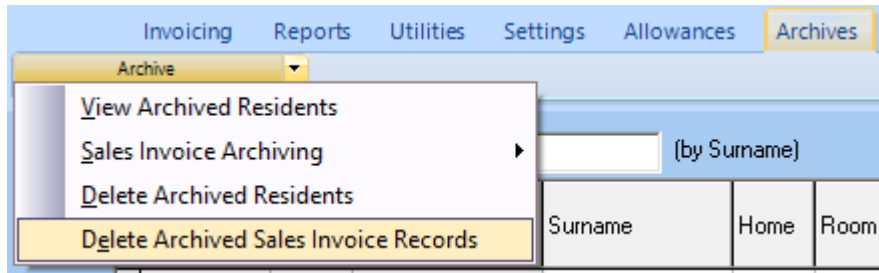 Invoicing Reports Utilities Settings Allowances Archives
Archive
View Archived Residents
Sales Invoice Archiving
(by Surname)
Delete Archived Residents
Delete Archived Sales Invoice Records
Surname Home Room